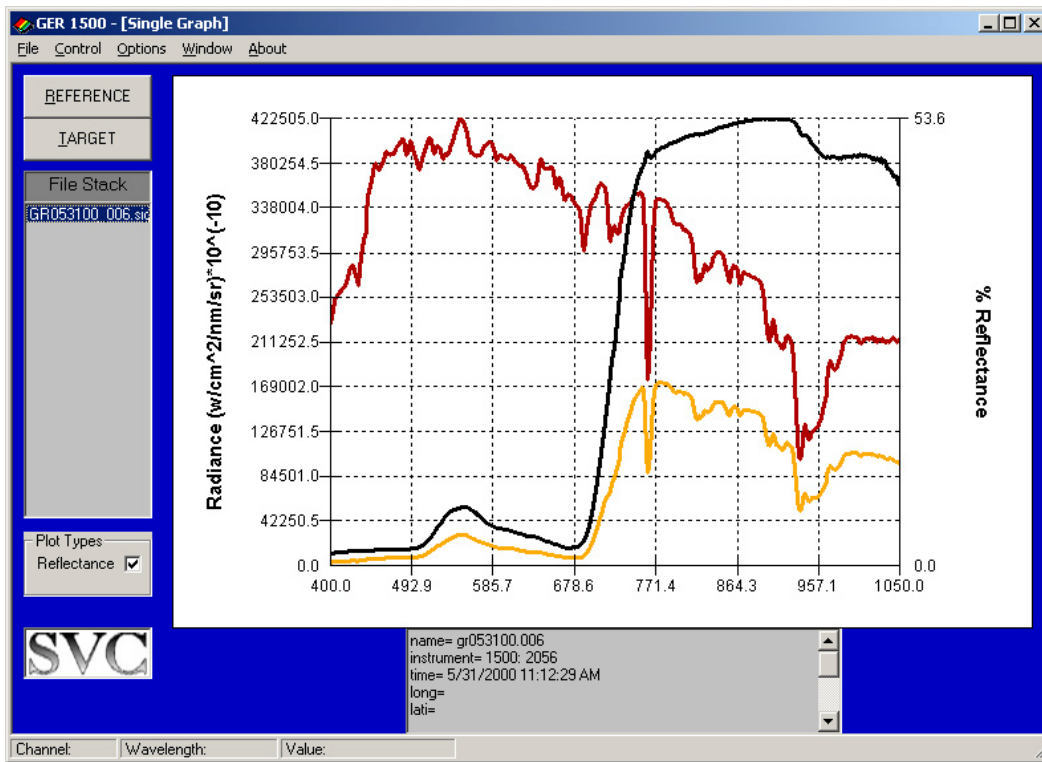 GER 1500 - [Single Graph]
File Control Options Window About
REFERENCE
TARGET
File Stack
GR053100_006.sic
Plot Types
Reflectance
SVC
Radiance (w/cm^2/nm/sr)*10^(-10)
422505.0
380254.5
338004.0
295753.5
253503.0
211252.5
169002.0
126751.5
84501.0
42250.5
0.0
400.0 492.9 585.7 678.6 771.4 864.3 957.1 1050.0
53.6
0.0
% Reflectance
name= gr053100.006
instrument= 1500: 2056
time= 5/31/2000 11:12:29 AM
long=
lati=
Channel: Wavelength: Value: